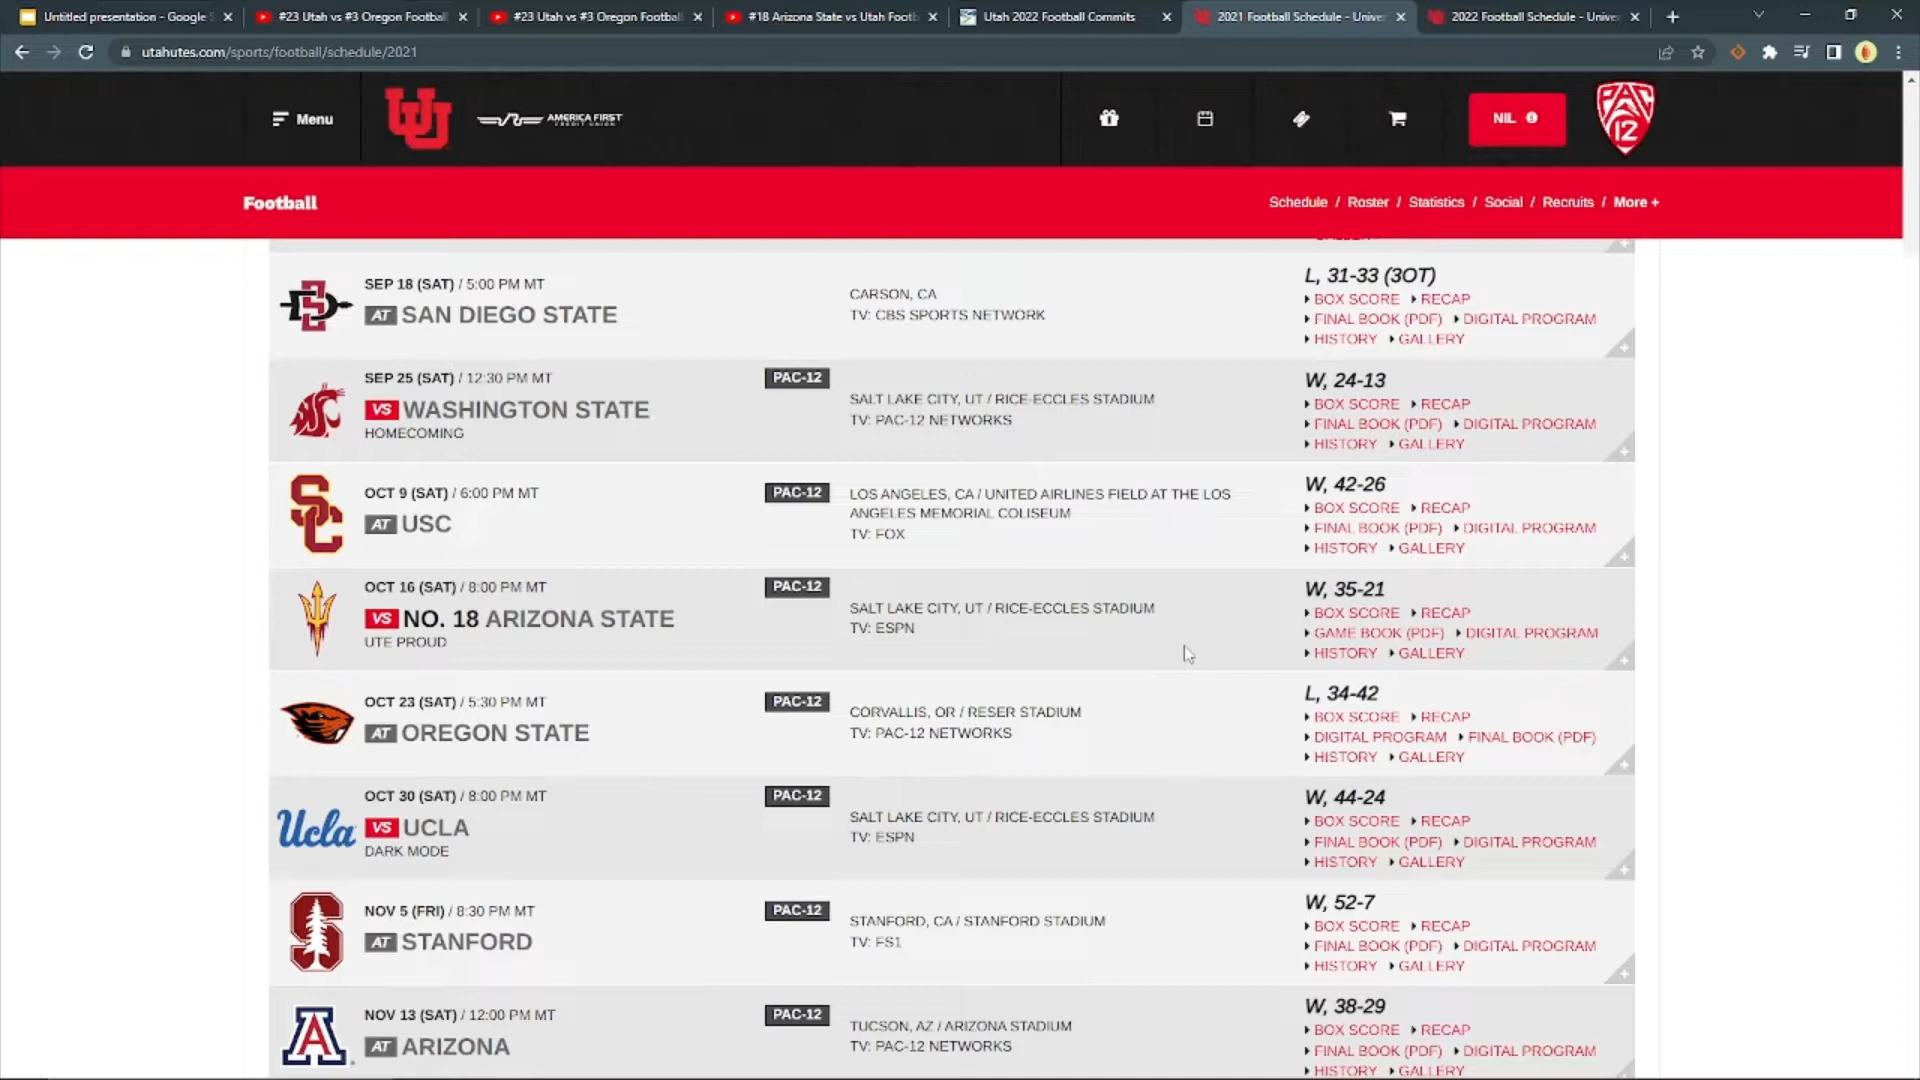 Untitled presentation - Google S
#23 Utah vs #3 Oregon Football
#23 Utah vs #3 Oregon Football
#18 Arizona State vs Utah Footb
Utah 2022 Football Commits
2021 Football Schedule - Univer
2022 Football Schedule - Univer
utahutes.com/sports/football/schedule/2021
Menu
AMERICA FIRST
CREDIT UNION
NIL
PAC
12
Football
Schedule / Roster / Statistics / Social / Recruits / More +
SEP 18 (SAT) / 5:00 PM MT
AT SAN DIEGO STATE
CARSON, CA
TV: CBS SPORTS NETWORK
L, 31-33 (3OT)
BOX SCORE RECAP
FINAL BOOK (PDF) DIGITAL PROGRAM
HISTORY GALLERY
SEP 25 (SAT) / 12:30 PM MT
VS WASHINGTON STATE
HOMECOMING
PAC-12
SALT LAKE CITY, UT / RICE-ECCLES STADIUM
TV: PAC-12 NETWORKS
W, 24-13
BOX SCORE RECAP
FINAL BOOK (PDF) DIGITAL PROGRAM
HISTORY GALLERY
OCT 9 (SAT) / 6:00 PM MT
AT USC
PAC-12
LOS ANGELES, CA / UNITED AIRLINES FIELD AT THE LOS
ANGELES MEMORIAL COLISEUM
TV: FOX
W, 42-26
BOX SCORE RECAP
FINAL BOOK (PDF) DIGITAL PROGRAM
HISTORY GALLERY
OCT 16 (SAT) / 8:00 PM MT
VS NO. 18 ARIZONA STATE
UTE PROUD
PAC-12
SALT LAKE CITY, UT / RICE-ECCLES STADIUM
TV: ESPN
W, 35-21
BOX SCORE RECAP
GAME BOOK (PDF) DIGITAL PROGRAM
HISTORY GALLERY
OCT 23 (SAT) / 5:30 PM MT
AT OREGON STATE
PAC-12
CORVALLIS, OR / RESER STADIUM
TV: PAC-12 NETWORKS
L, 34-42
BOX SCORE RECAP
DIGITAL PROGRAM FINAL BOOK (PDF)
HISTORY GALLERY
Ucla
OCT 30 (SAT) / 8:00 PM MT
VS UCLA
DARK MODE
PAC-12
SALT LAKE CITY, UT / RICE-ECCLES STADIUM
TV: ESPN
W, 44-24
BOX SCORE RECAP
FINAL BOOK (PDF) DIGITAL PROGRAM
HISTORY GALLERY
NOV 5 (FRI) / 8:30 PM MT
AT STANFORD
PAC-12
STANFORD, CA / STANFORD STADIUM
TV: FS1
W, 52-7
BOX SCORE RECAP
FINAL BOOK (PDF) DIGITAL PROGRAM
HISTORY GALLERY
A
NOV 13 (SAT) / 12:00 PM MT
AT ARIZONA
PAC-12
TUCSON, AZ / ARIZONA STADIUM
TV: PAC-12 NETWORKS
W, 38-29
BOX SCORE RECAP
FINAL BOOK (PDF) DIGITAL PROGRAM
HISTORY GALLERY